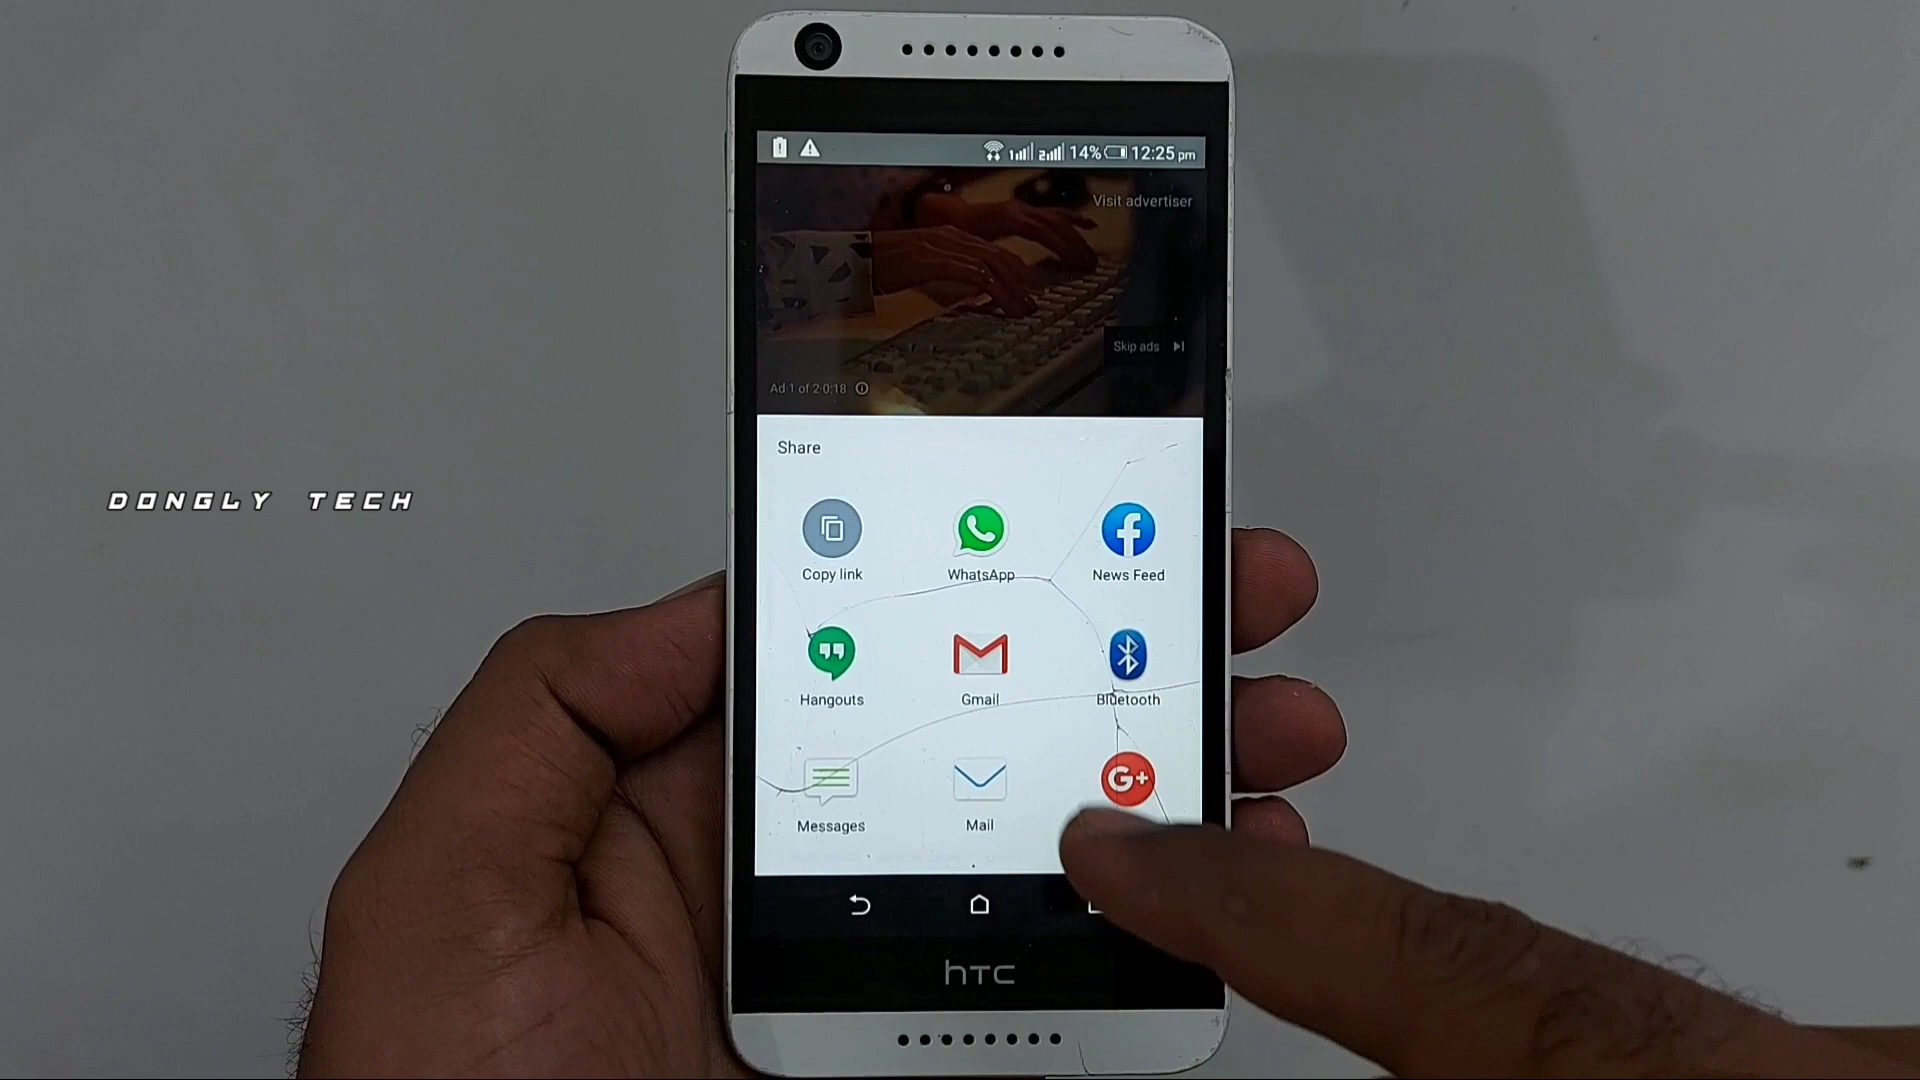 14% 12:25 pm
Visit advertiser
Skip ads
Ad 1 of 2·0:18
Share
DONGLY TECH
Copy link
WhatsApp
News Feed
Hangouts
Gmail
Bluetooth
G+
Messages
Mail
hTC